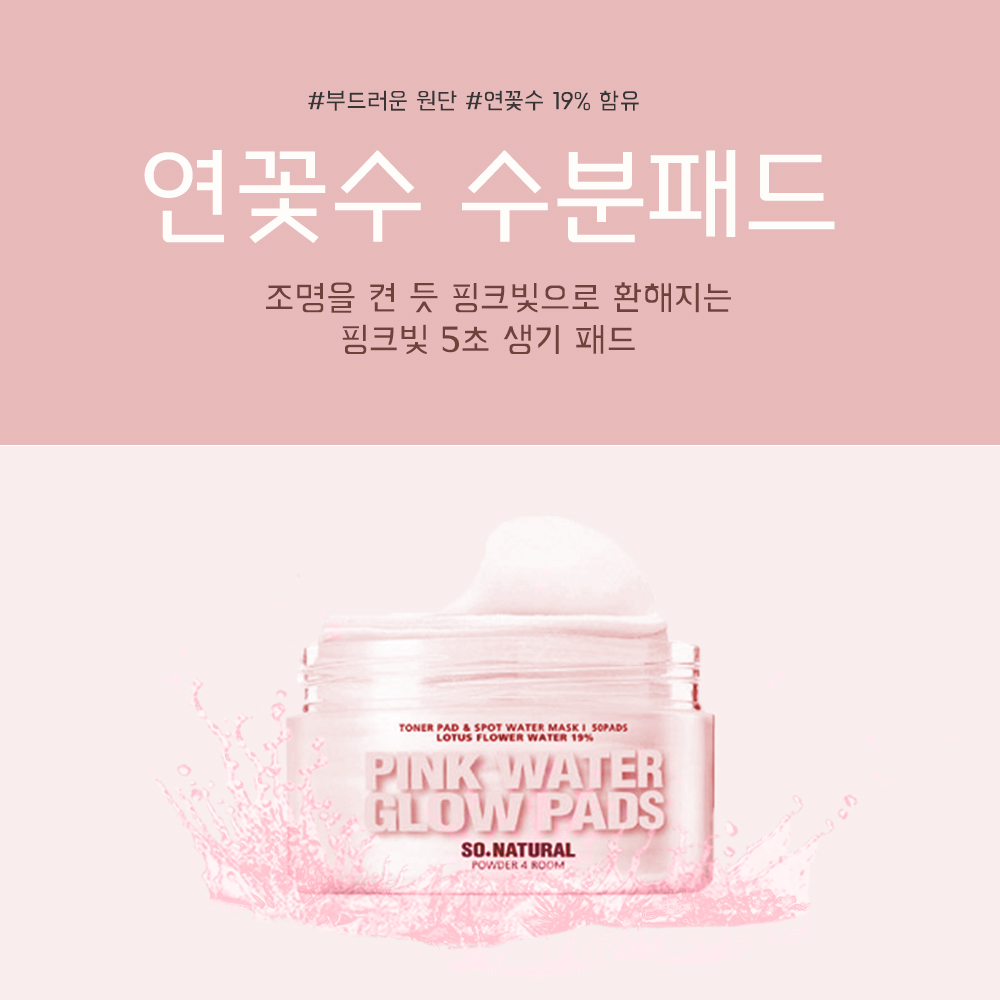 #부드러운 원단 #연꽃수 19% 함유
연꽃수 수분패드
조명을 켠 듯 핑크빛으로 환해지는
핑크빛 5초 생기 패드
TONER PAD & SPOT WATER MASK I 50PADS
LOTUS FLOWER WATER 19%
PINK WATER
GLOW PADS
SO.NATURAL
POWDER 4 ROOM